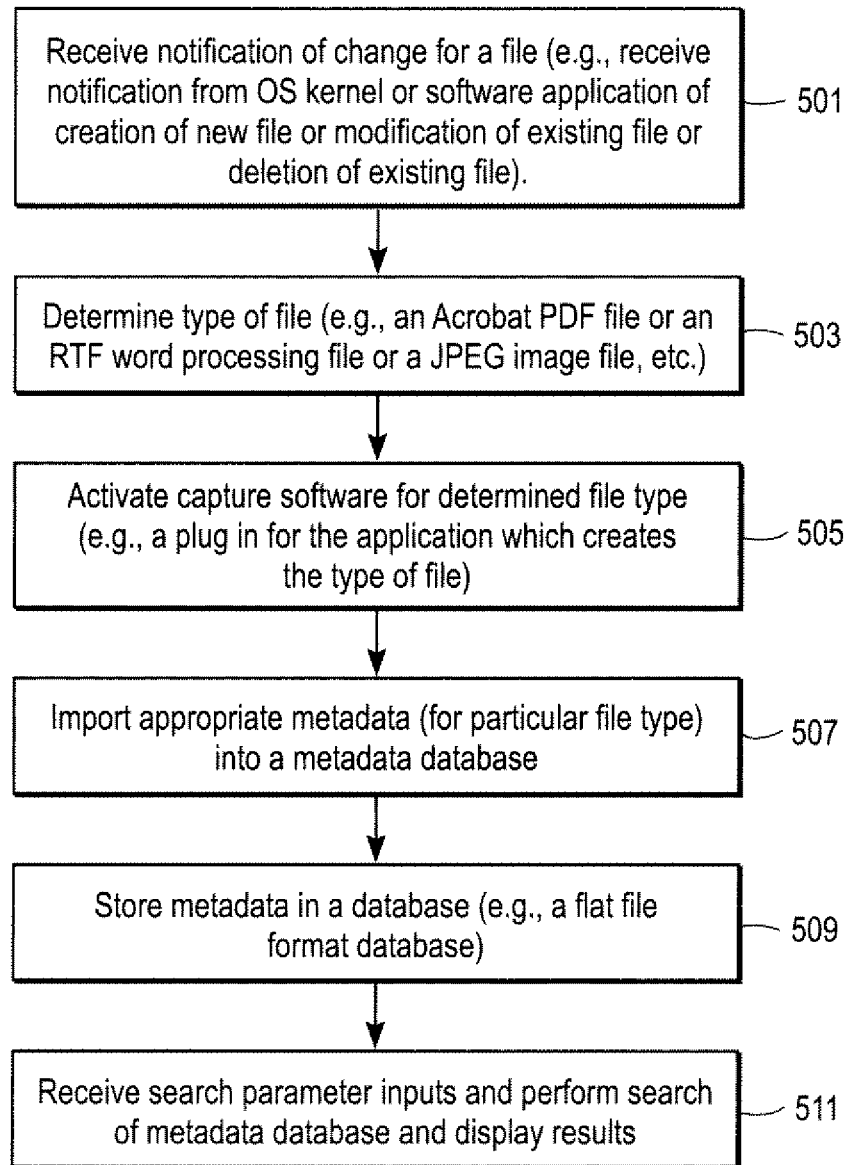 Receive notification of change for a file (e.g., receive
notification from OS kernel or software application of
creation of new file or modification of existing file or
deletion of existing file).
501
Determine type of file (e.g., an Acrobat PDF file or an
RTF word processing file or a JPEG image file, etc.)
503
Activate capture software for determined file type
(e.g., a plug in for the application which creates
the type of file)
505
Import appropriate metadata (for particular file type)
into a metadata database
507
Store metadata in a database (e.g., a flat file
format database)
509
Receive search parameter inputs and perform search
of metadata database and display results
511